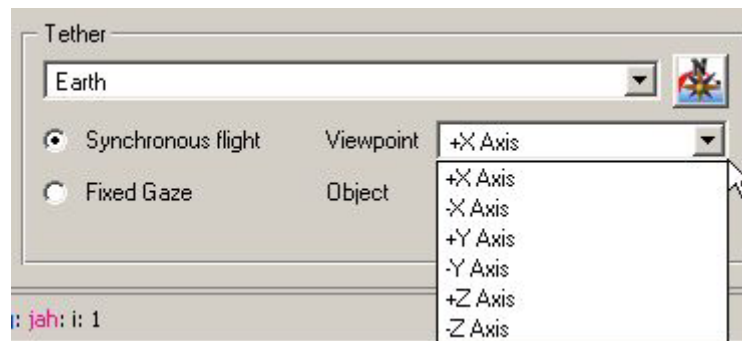 Tether
Earth
N
Synchronous flight Viewpoint +X Axis
Fixed Gaze Object
+X Axis
-X Axis
+Y Axis
-Y Axis
+Z Axis
-Z Axis
: jah: i: 1